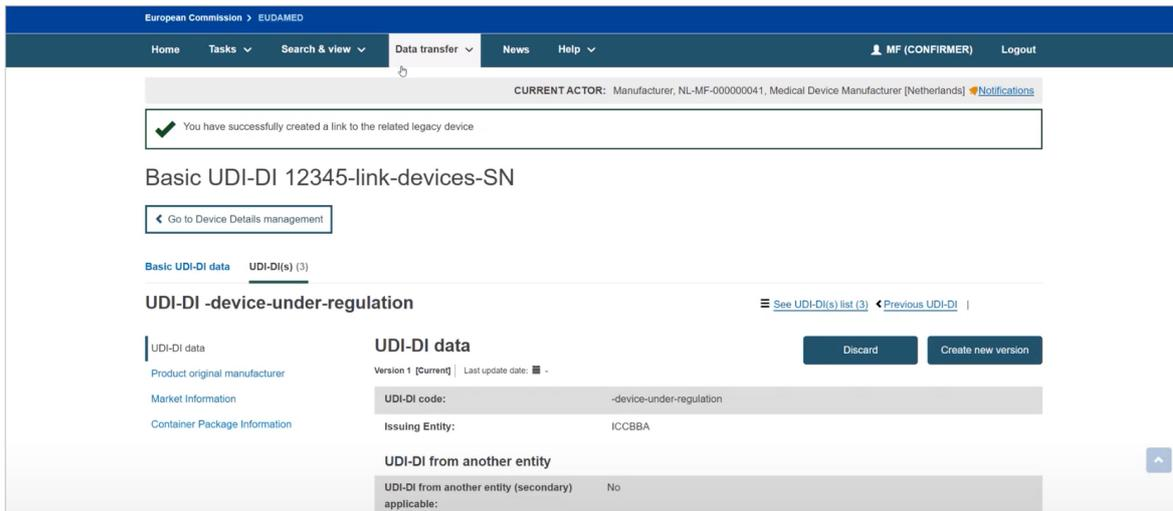 European Commission > EUDAMED
Home Tasks Search & view Data transfer News Help MF (CONFIRMER) Logout
CURRENT ACTOR: Manufacturer, NL-MF-000000041, Medical Device Manufacturer [Netherlands] Notifications
You have successfully created a link to the related legacy device
Basic UDI-DI 12345-link-devices-SN
Go to Device Details management
Basic UDI-DI data UDI-DI(s) (3)
UDI-DI -device-under-regulation
See UDI-DI(s) list (3) Previous UDI-DI |
UDI-DI data
Product original manufacturer
Market Information
Container Package Information
UDI-DI data
Discard Create new version
Version 1 [Current] Last update date: -
UDI-DI code: -device-under-regulation
Issuing Entity: ICCBBA
UDI-DI from another entity
UDI-DI from another entity (secondary) No
applicable: